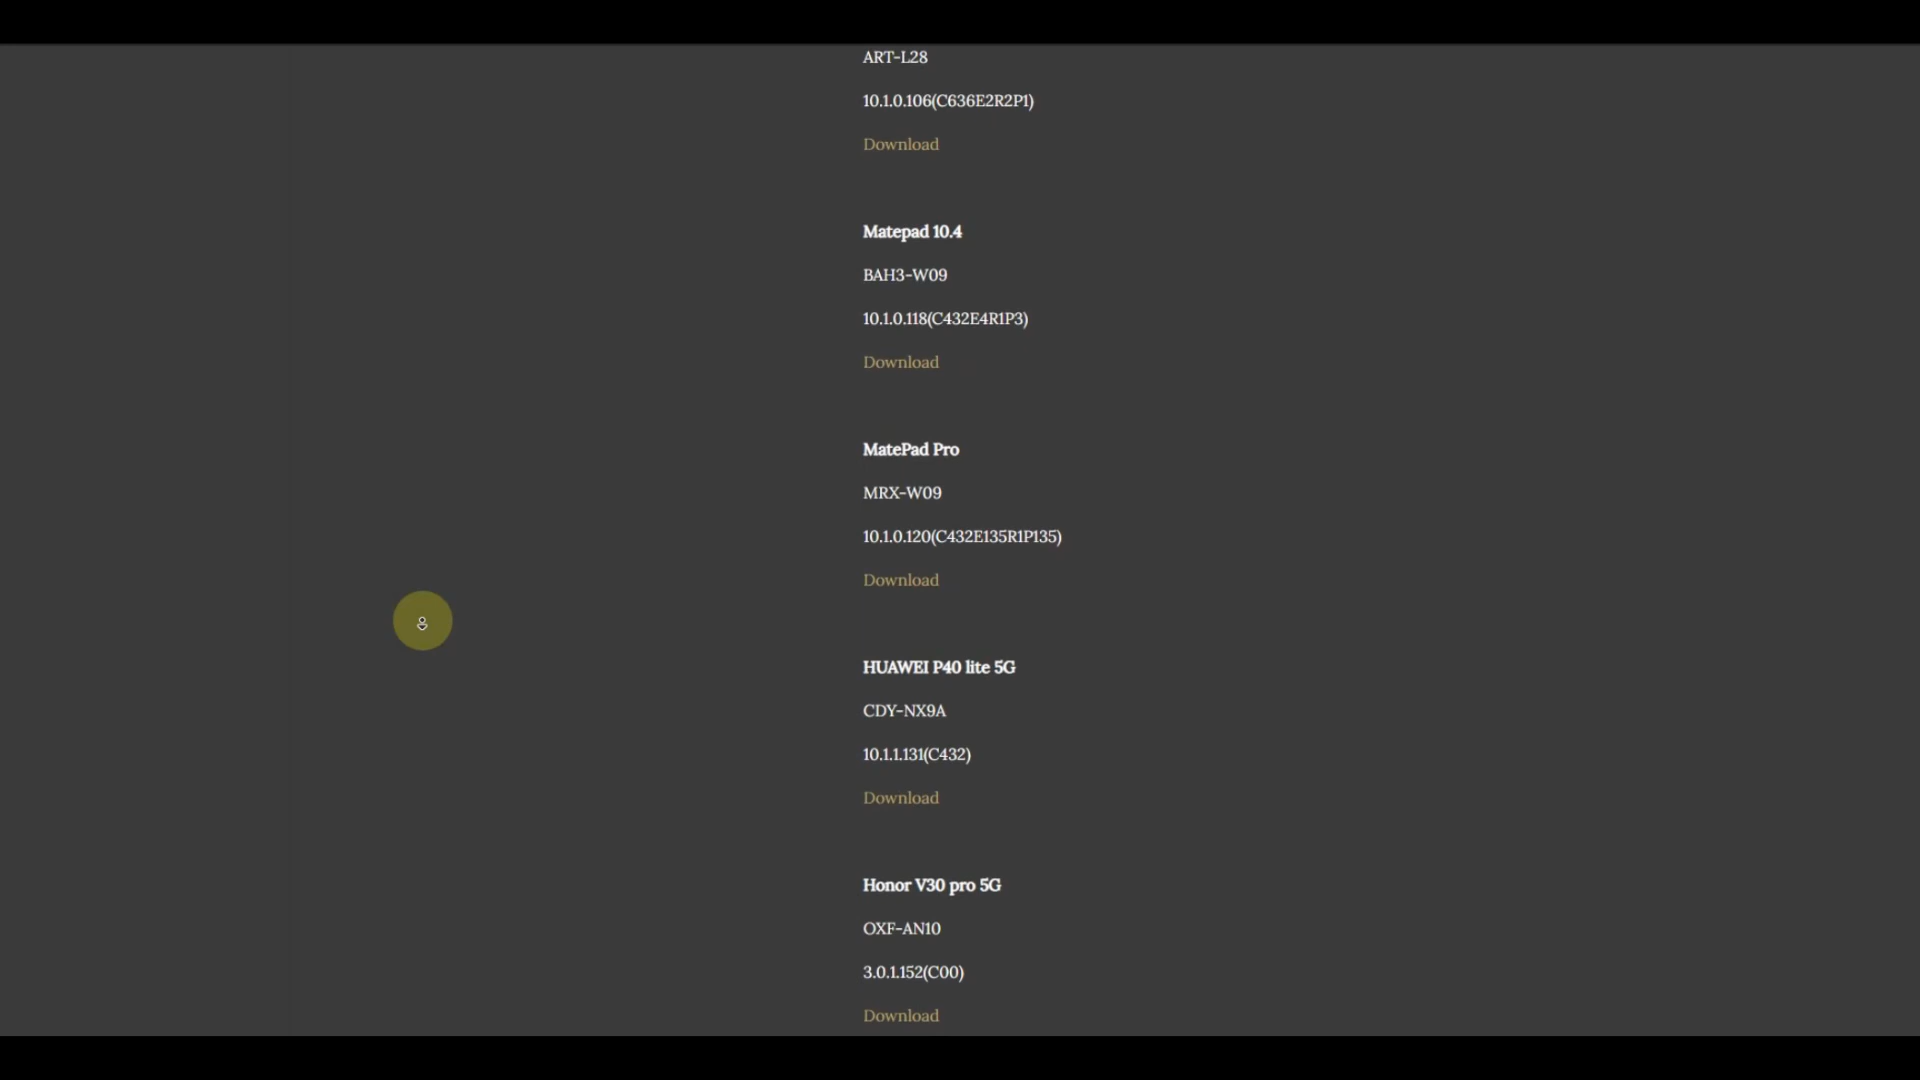 ART-L28
10.1.0.106(C636E2R2P1)
Download
Matepad 10.4
BAH3-W09
10.1.0.118(C432E4R1P3)
Download
MatePad Pro
MRX-W09
10.1.0.120(C432E135R1P135)
Download
HUAWEI P40 lite 5G
CDY-NX9A
10.1.1.131(C432)
Download
Honor V30 pro 5G
OXF-AN10
3.0.1.152(C00)
Download